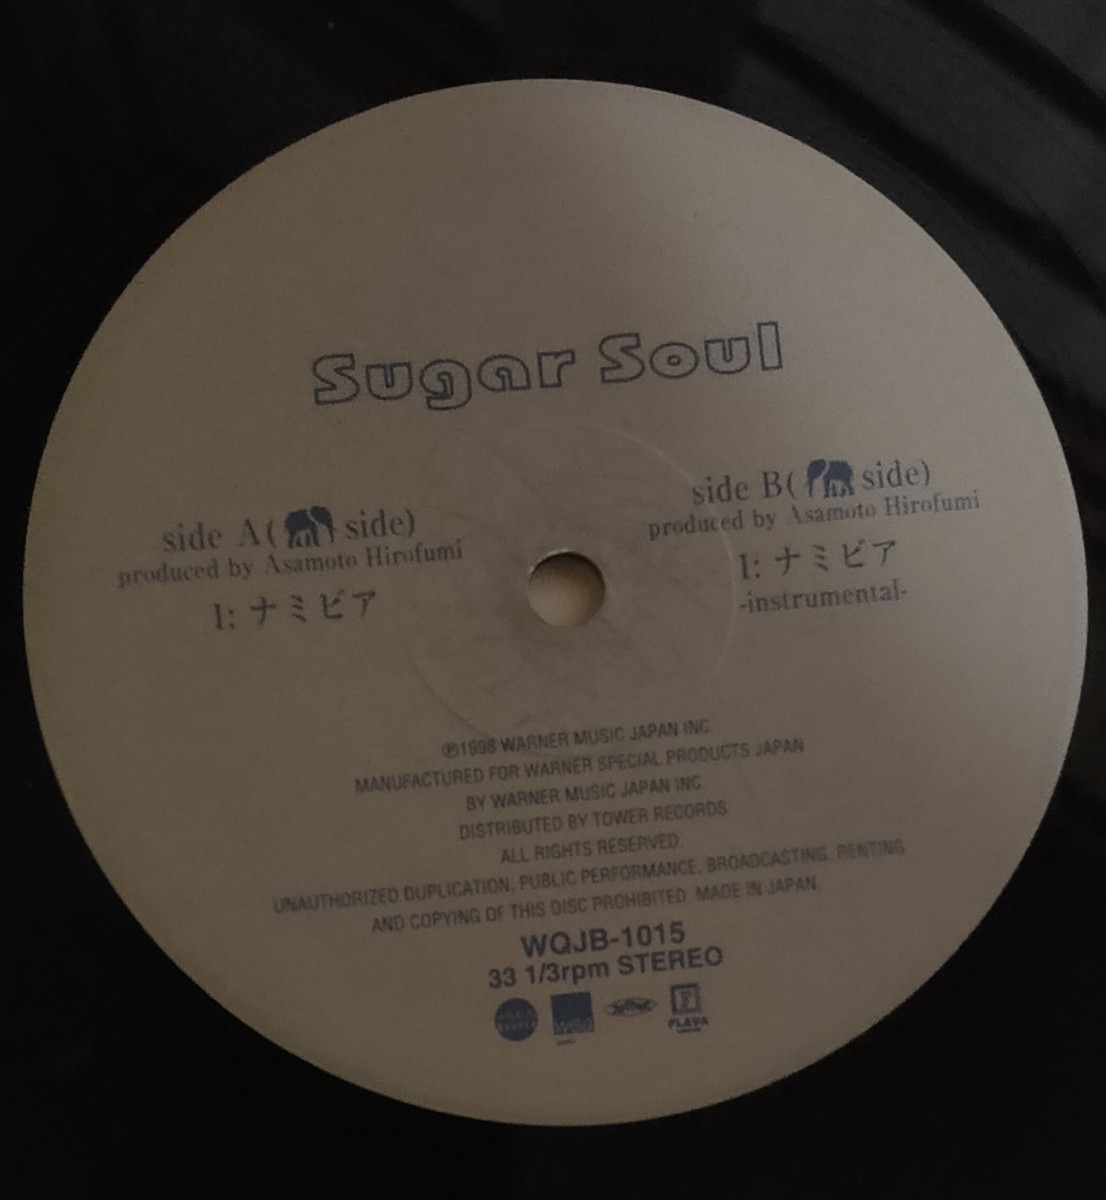 Sugar Soul
side A( side)
produced by Asamoto Hirofumi
1: ナミビア
side B( side)
produced by Asamoto Hirofumi
1: ナミビア
-instrumental-
℗1998 WARNER MUSIC JAPAN INC.
MANUFACTURED FOR WARNER SPECIAL PRODUCTS JAPAN
BY WARNER MUSIC JAPAN INC
DISTRIBUTED BY TOWER RECORDS
ALL RIGHTS RESERVED.
UNAUTHORIZED DUPLICATION, PUBLIC PERFORMANCE, BROADCASTING, RENTING
AND COPYING OF THIS DISC PROHIBITED. MADE IN JAPAN.
WQJB-1015
33 1/3rpm STEREO
FLAVA